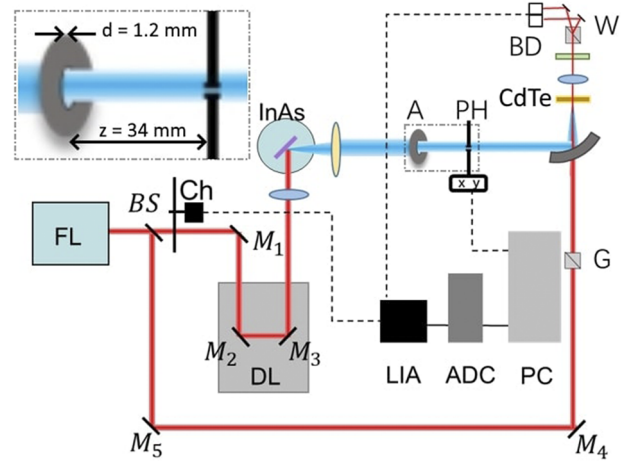 d = 1.2 mm
z = 34 mm
W
BD
CdTe
InAs
A
PH
x y
BS
Ch
FL
M₁
G
M₂
M₃
DL
LIA
ADC
PC
M₅
M₄